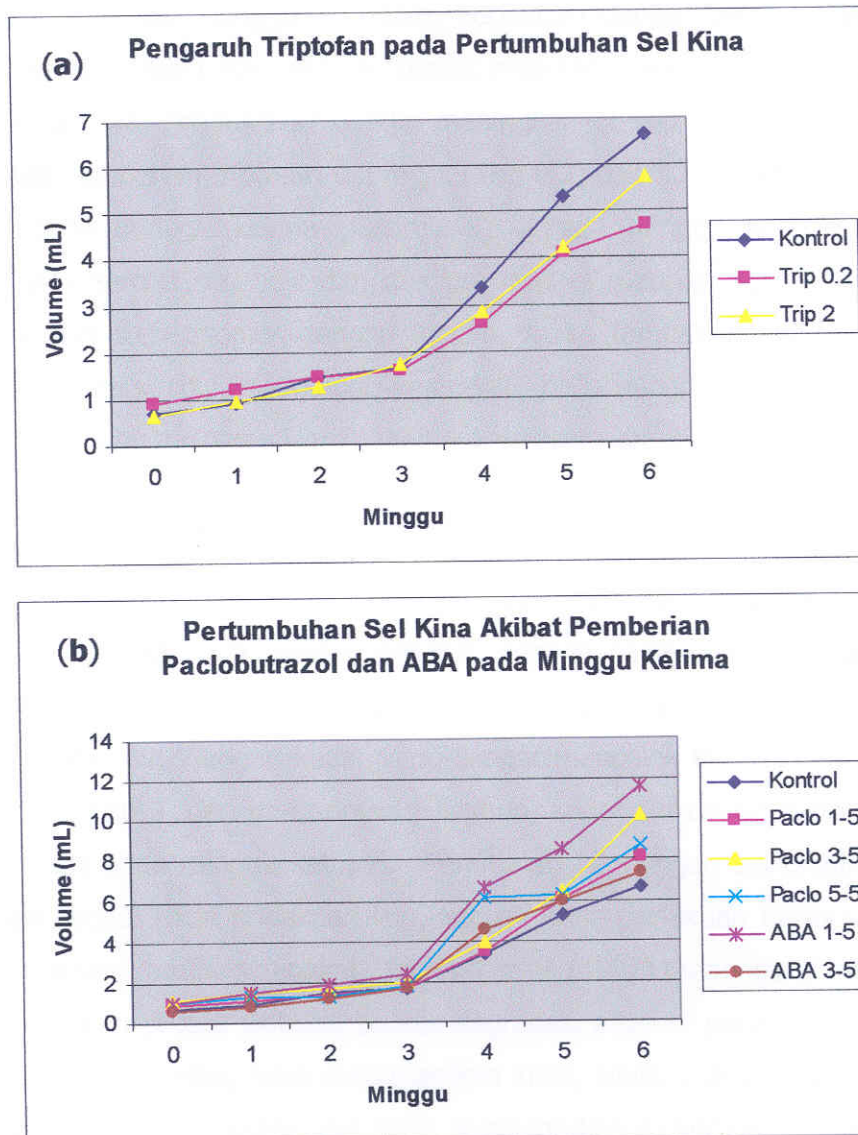 (a)
Pengaruh Triptofan pada Pertumbuhan Sel Kina
7
6
5
4
3
2
1
0
Volume (mL)
0 1 2 3 4 5 6
Minggu
Kontrol
Trip 0.2
Trip 2
(b)
Pertumbuhan Sel Kina Akibat Pemberian
Paclobutrazol dan ABA pada Minggu Kelima
14
12
10
8
6
4
2
0
Volume (mL)
0 1 2 3 4 5 6
Minggu
Kontrol
Paclo 1-5
Paclo 3-5
Paclo 5-5
ABA 1-5
ABA 3-5